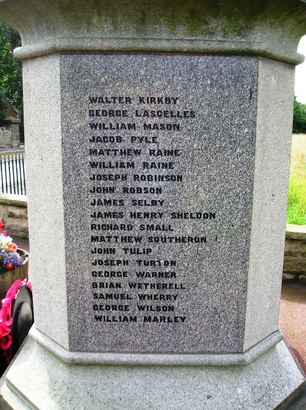 WALTER KIRKBY
GEORGE LASCELLES
WILLIAM MASON
JACOB PYLE
MATTHEW RAINE
WILLIAM RAINE
JOSEPH ROBINSON
JOHN ROBSON
JAMES SELBY
JAMES HENRY SHELDON
RICHARD SMALL
MATTHEW SOUTHERON
JOHN TULIP
JOSEPH TURTON
GEORGE WARNER
BRIAN WETHERELL
SAMUEL WHERRY
GEORGE WILSON
WILLIAM MARLEY